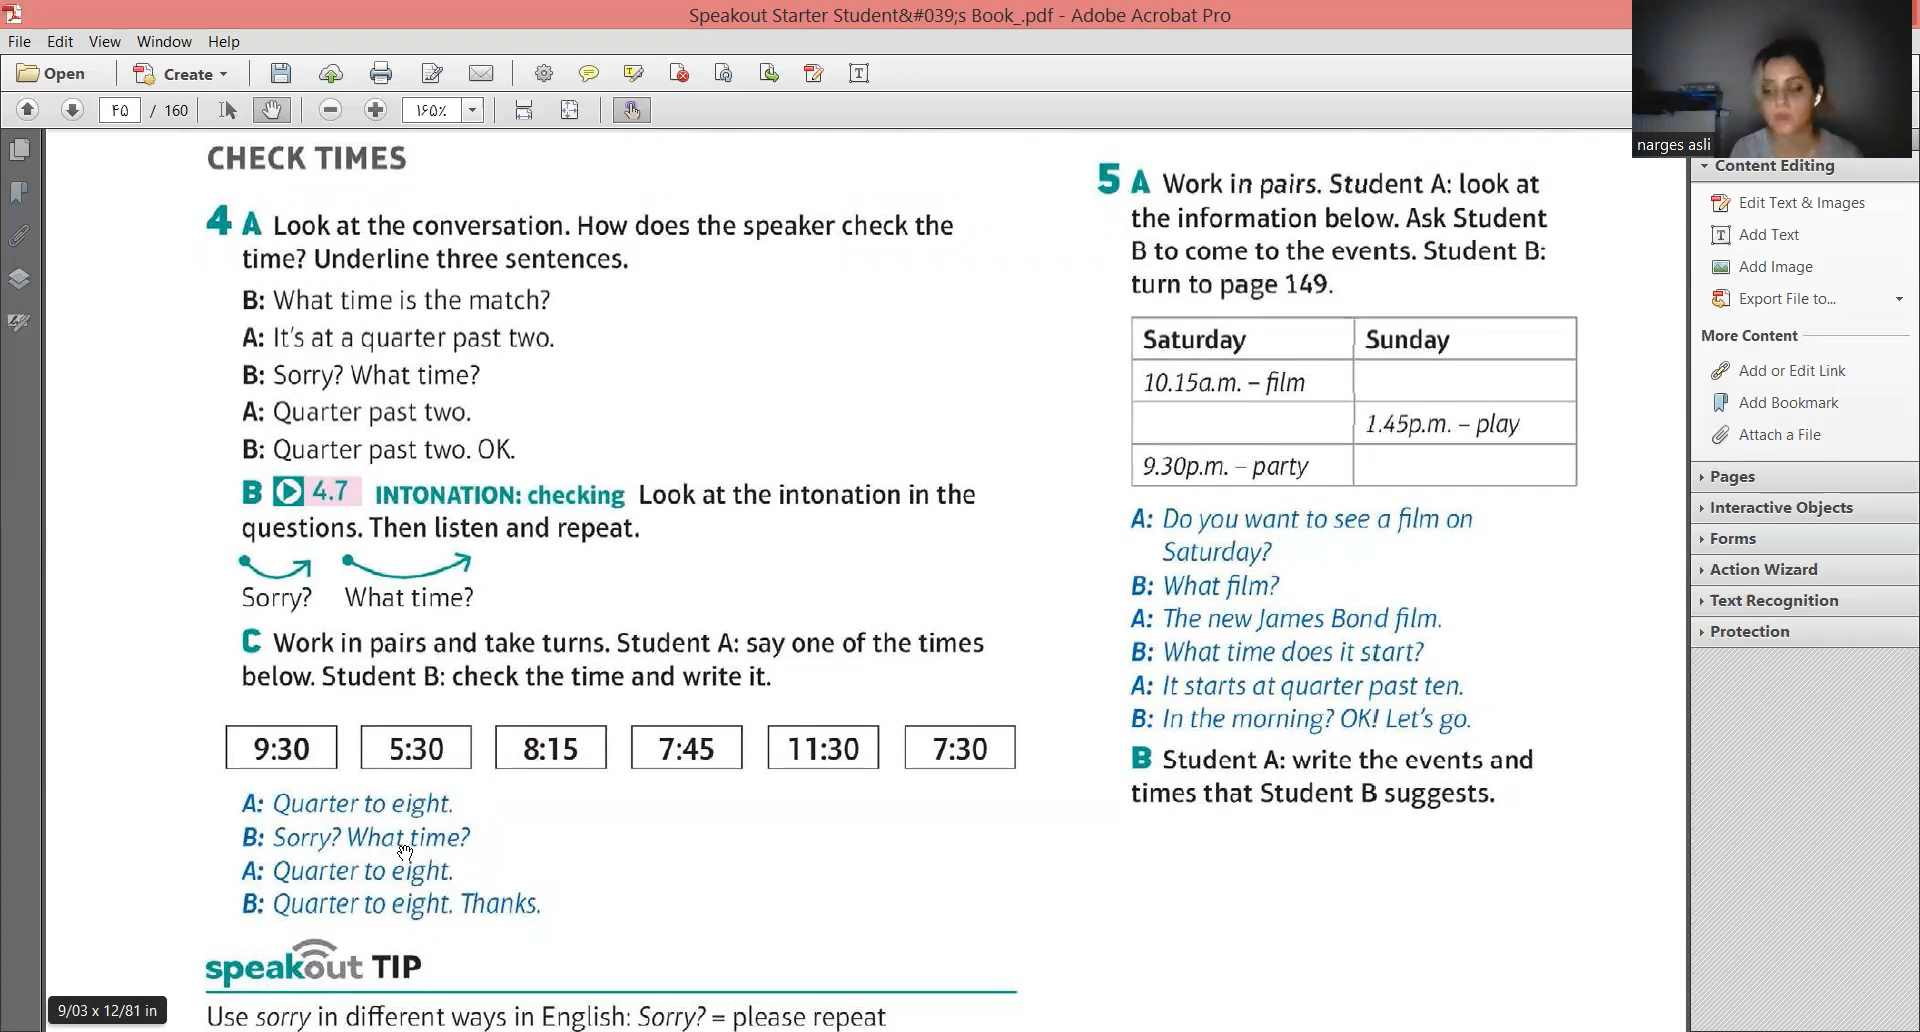 Speakout Starter Student&#039;s Book_.pdf - Adobe Acrobat Pro
File Edit View Window Help
Open Create
۴۵ / 160 ۱۶۵٪
narges asli
CHECK TIMES
4 A Look at the conversation. How does the speaker check the
time? Underline three sentences.
B: What time is the match?
A: It's at a quarter past two.
B: Sorry? What time?
A: Quarter past two.
B: Quarter past two. OK.
B 4.7 INTONATION: checking Look at the intonation in the
questions. Then listen and repeat.
Sorry? What time?
C Work in pairs and take turns. Student A: say one of the times
below. Student B: check the time and write it.
9:30 5:30 8:15 7:45 11:30 7:30
A: Quarter to eight.
B: Sorry? What time?
A: Quarter to eight.
B: Quarter to eight. Thanks.
speakout TIP
Use sorry in different ways in English: Sorry? = please repeat
5 A Work in pairs. Student A: look at
the information below. Ask Student
B to come to the events. Student B:
turn to page 149.
Saturday Sunday
10.15a.m. – film
1.45p.m. – play
9.30p.m. – party
A: Do you want to see a film on
Saturday?
B: What film?
A: The new James Bond film.
B: What time does it start?
A: It starts at quarter past ten.
B: In the morning? OK! Let's go.
B Student A: write the events and
times that Student B suggests.
Content Editing
Edit Text & Images
Add Text
Add Image
Export File to...
More Content
Add or Edit Link
Add Bookmark
Attach a File
Pages
Interactive Objects
Forms
Action Wizard
Text Recognition
Protection
9/03 x 12/81 in